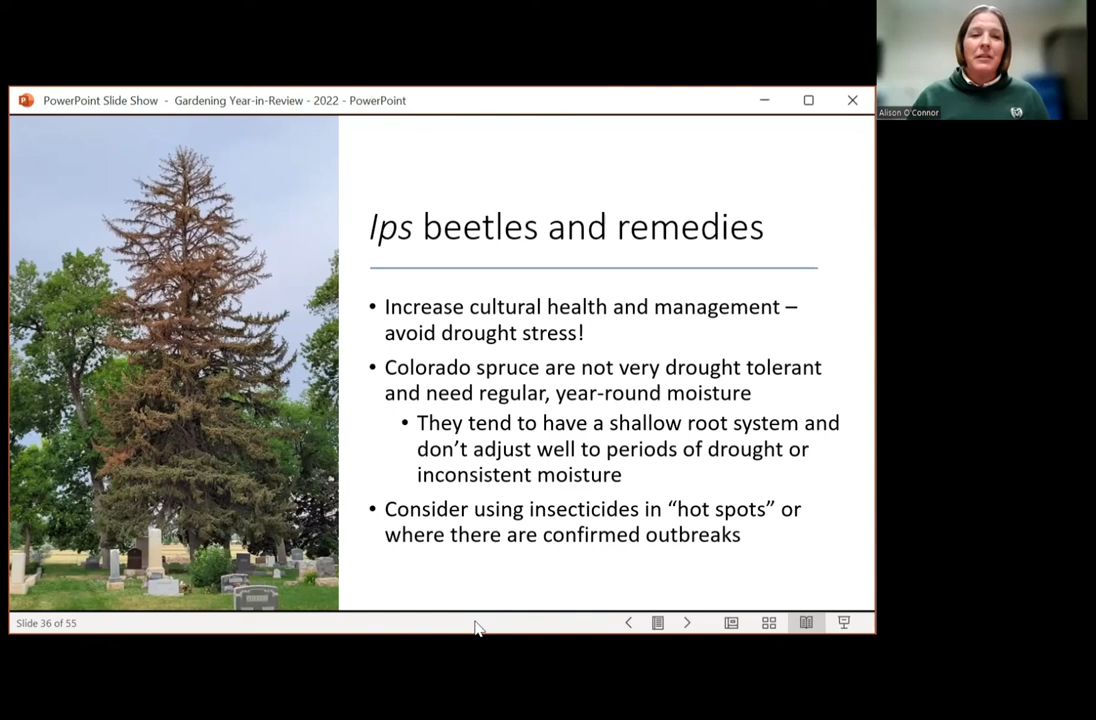 PowerPoint Slide Show - Gardening Year-in-Review - 2022 - PowerPoint
Alison O'Connor
Ips beetles and remedies
• Increase cultural health and management –
avoid drought stress!
• Colorado spruce are not very drought tolerant
and need regular, year-round moisture
• They tend to have a shallow root system and
don't adjust well to periods of drought or
inconsistent moisture
• Consider using insecticides in “hot spots” or
where there are confirmed outbreaks
Slide 36 of 55